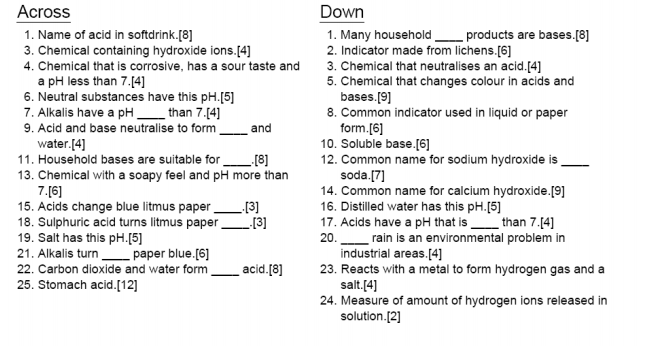 Across
1. Name of acid in softdrink.[8]
3. Chemical containing hydroxide ions.[4]
4. Chemical that is corrosive, has a sour taste and
a pH less than 7.[4]
6. Neutral substances have this pH.[5]
7. Alkalis have a pH ____ than 7.[4]
9. Acid and base neutralise to form ____ and
water.[4]
11. Household bases are suitable for ____.[8]
13. Chemical with a soapy feel and pH more than
7.[6]
15. Acids change blue litmus paper ____.[3]
18. Sulphuric acid turns litmus paper ____.[3]
19. Salt has this pH.[5]
21. Alkalis turn ____ paper blue.[6]
22. Carbon dioxide and water form ____ acid.[8]
25. Stomach acid.[12]
Down
1. Many household ____ products are bases.[8]
2. Indicator made from lichens.[6]
3. Chemical that neutralises an acid.[4]
5. Chemical that changes colour in acids and
bases.[9]
8. Common indicator used in liquid or paper
form.[6]
10. Soluble base.[6]
12. Common name for sodium hydroxide is ____
soda.[7]
14. Common name for calcium hydroxide.[9]
16. Distilled water has this pH.[5]
17. Acids have a pH that is ____ than 7.[4]
20. ____ rain is an environmental problem in
industrial areas.[4]
23. Reacts with a metal to form hydrogen gas and a
salt.[4]
24. Measure of amount of hydrogen ions released in
solution.[2]